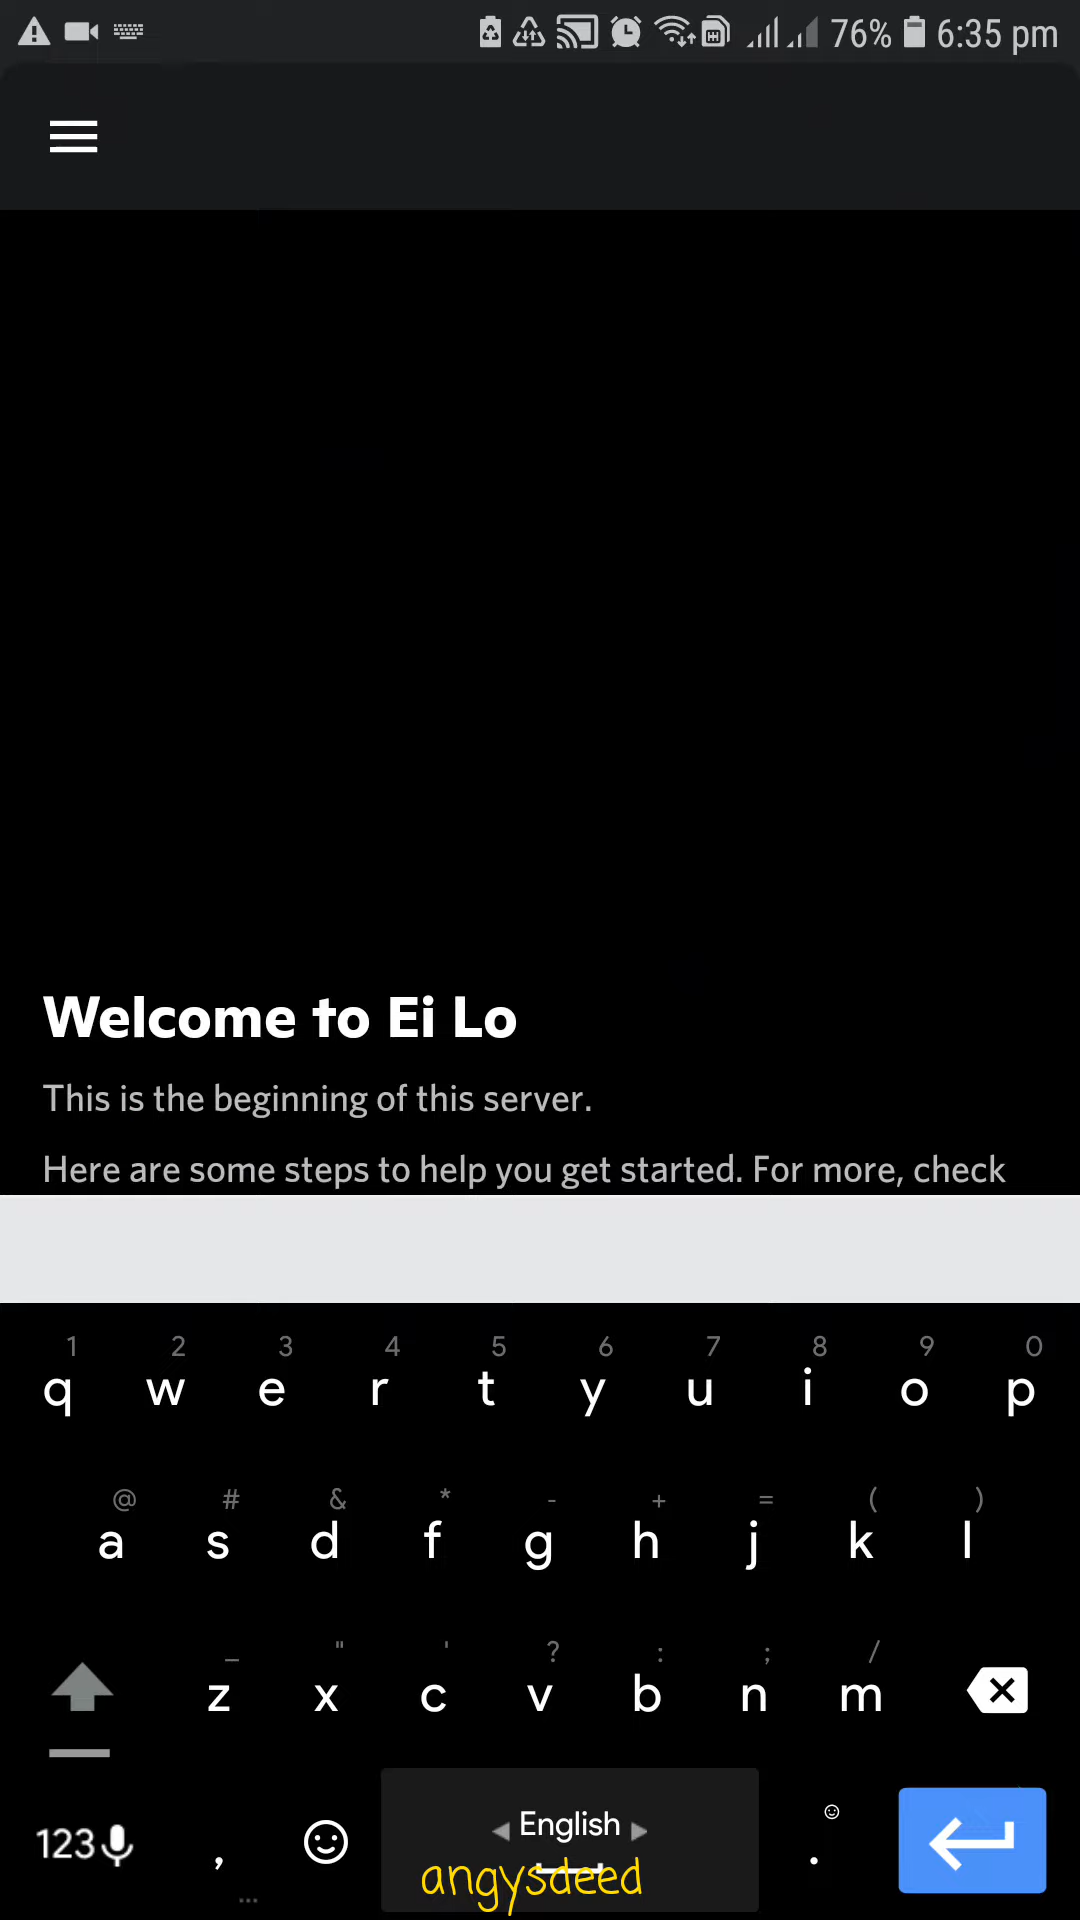 76% 6:35 pm
Welcome to Ei Lo
This is the beginning of this server.
Here are some steps to help you get started. For more, check
1 2 3 4 5 6 7 8 9 0
q w e r t y u i o p
@ # & * - + = ( )
a s d f g h j k l
_ " ' ? : ; /
z x c v b n m
123 , English .
angysdeed